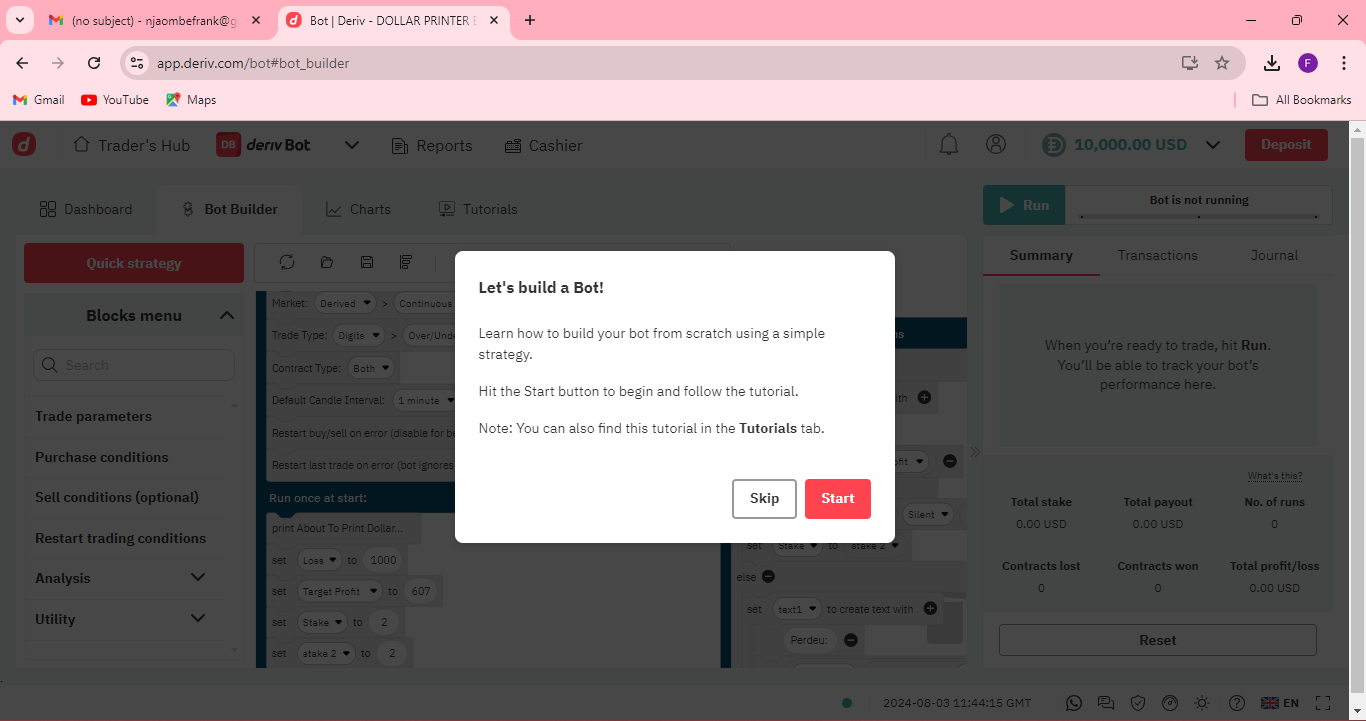 (no subject) - njaombefrank@g
Bot | Deriv - DOLLAR PRINTER
app.deriv.com/bot#bot_builder
F
Gmail
YouTube
Maps
All Bookmarks
Trader's Hub
DB deriv Bot
Reports
Cashier
10,000.00 USD
Deposit
Dashboard
Bot Builder
Charts
Tutorials
Run
Bot is not running
Quick strategy
Summary
Transactions
Journal
Blocks menu
Search
Trade parameters
Purchase conditions
Sell conditions (optional)
Restart trading conditions
Analysis
Utility
Market: Derived > Continuous
Trade Type: Digits > Over/Und
Contract Type: Both
Default Candle Interval: 1 minute
Restart buy/sell on error (disable for be
Restart last trade on error (bot ignores
Run once at start:
print About To Print Dollar...
set Loss to 1000
set Target Profit to 607
set Stake to 2
set stake 2 to 2
Let's build a Bot!
Learn how to build your bot from scratch using a simple
strategy.
Hit the Start button to begin and follow the tutorial.
Note: You can also find this tutorial in the Tutorials tab.
Skip
Start
Silent
set Stake to stake 2
else
set text1 to create text with
Perdeu:
When you're ready to trade, hit Run.
You'll be able to track your bot's
performance here.
What's this?
Total stake
0.00 USD
Total payout
0.00 USD
No. of runs
0
Contracts lost
0
Contracts won
0
Total profit/loss
0.00 USD
Reset
2024-08-03 11:44:15 GMT
EN